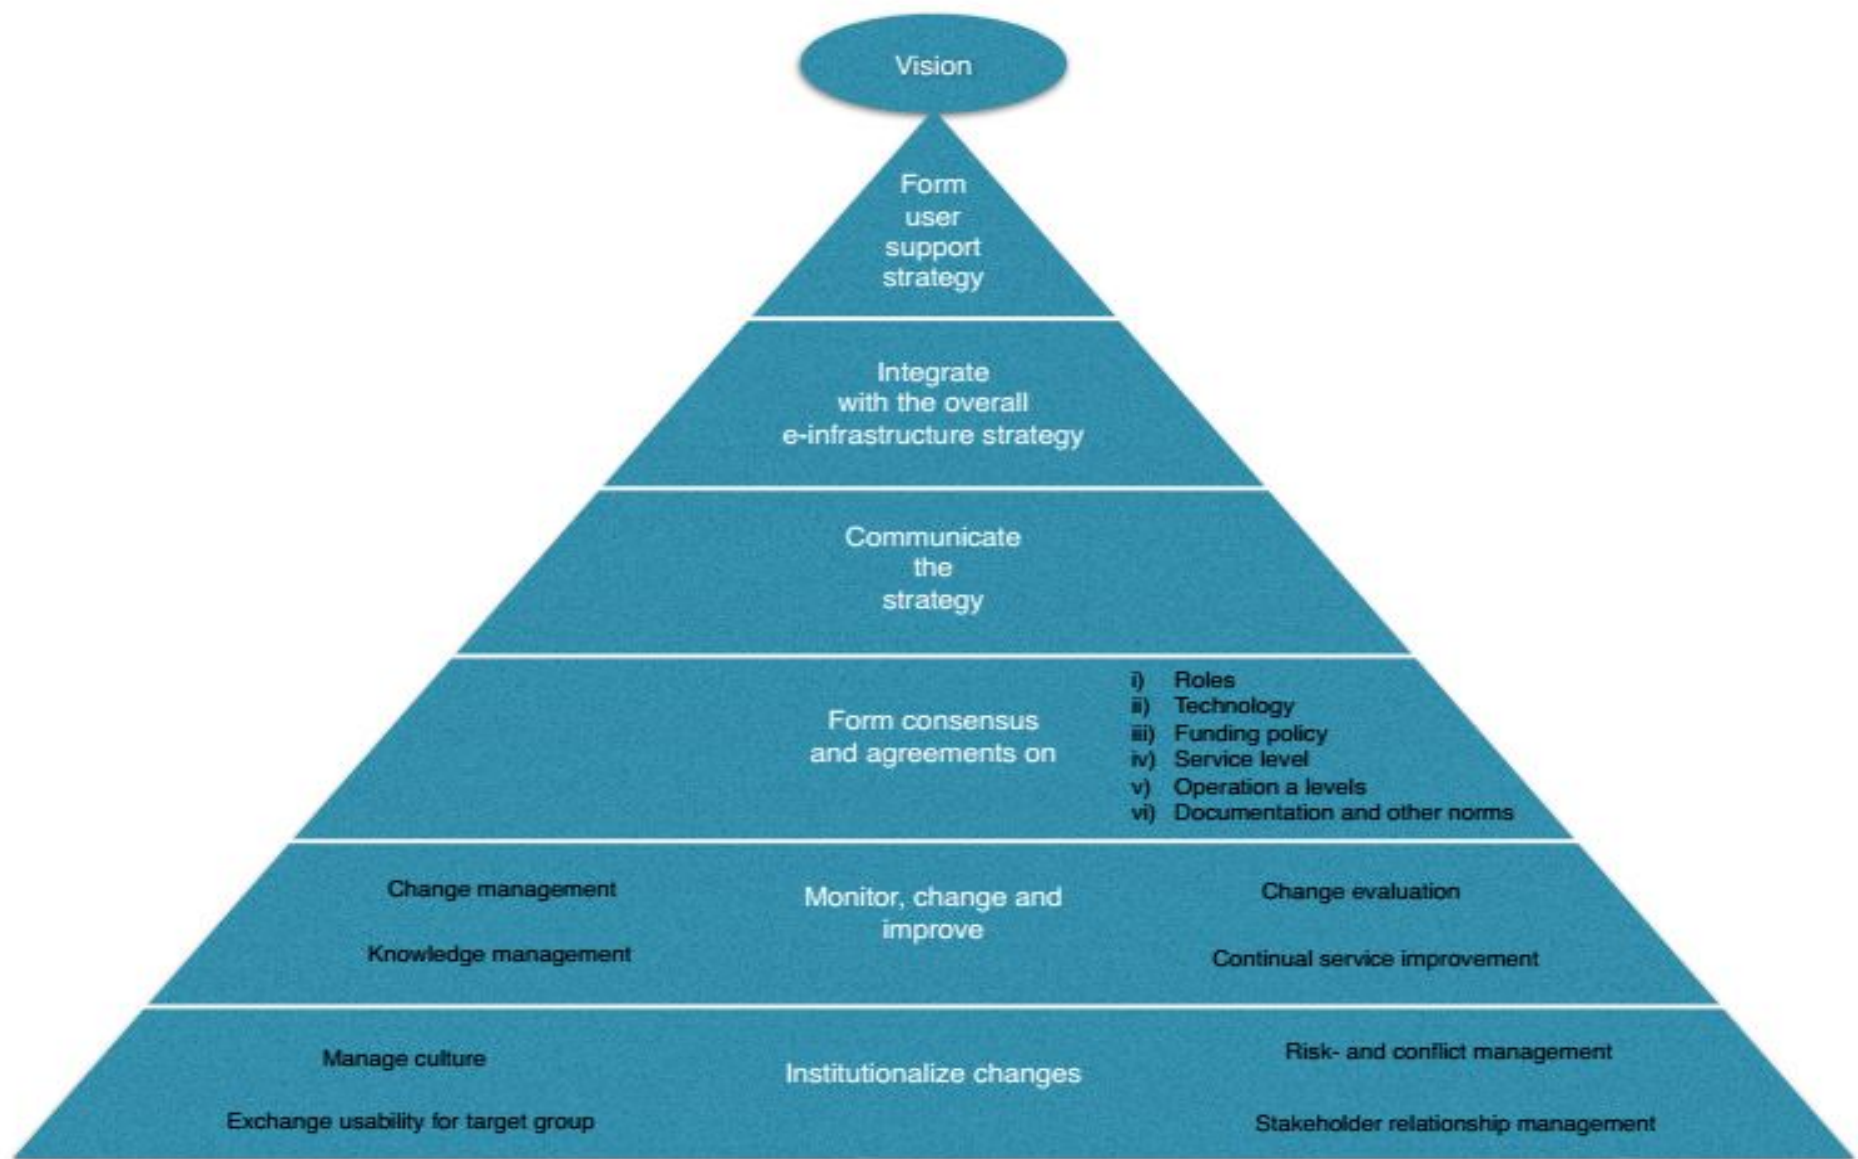 Vision
Form
user
support
strategy
Integrate
with the overall
e-infrastructure strategy
Communicate
the
strategy
Form consensus
and agreements on
i) Roles
ii) Technology
iii) Funding policy
iv) Service level
v) Operation a levels
vi) Documentation and other norms
Change management
Knowledge management
Monitor, change and
improve
Change evaluation
Continual service improvement
Manage culture
Exchange usability for target group
Institutionalize changes
Risk- and conflict management
Stakeholder relationship management